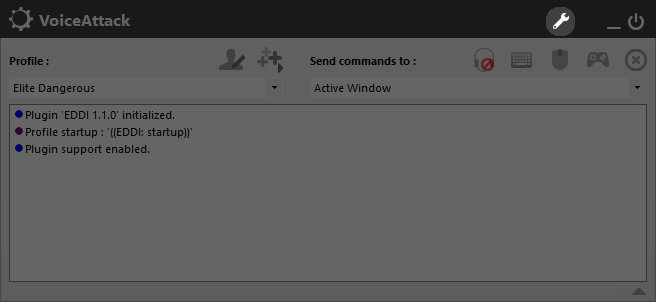 VoiceAttack
Profile :
Send commands to :
Elite Dangerous
Active Window
Plugin 'EDDI 1.1.0' initialized.
Profile startup : '((EDDI: startup))'
Plugin support enabled.